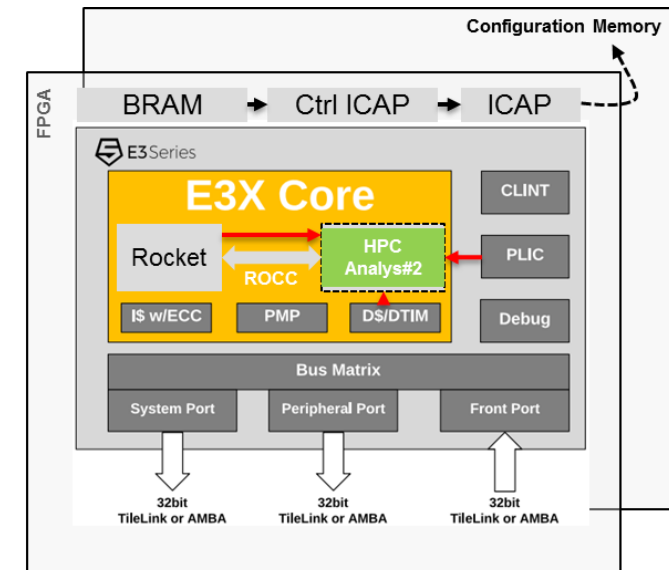 Configuration Memory
FPGA
BRAM
Ctrl ICAP
ICAP
E3Series
E3X Core
CLINT
Rocket
ROCC
HPC
Analys#2
PLIC
I$ w/ECC
PMP
D$/DTIM
Debug
Bus Matrix
System Port
Peripheral Port
Front Port
32bit
TileLink or AMBA
32bit
TileLink or AMBA
32bit
TileLink or AMBA